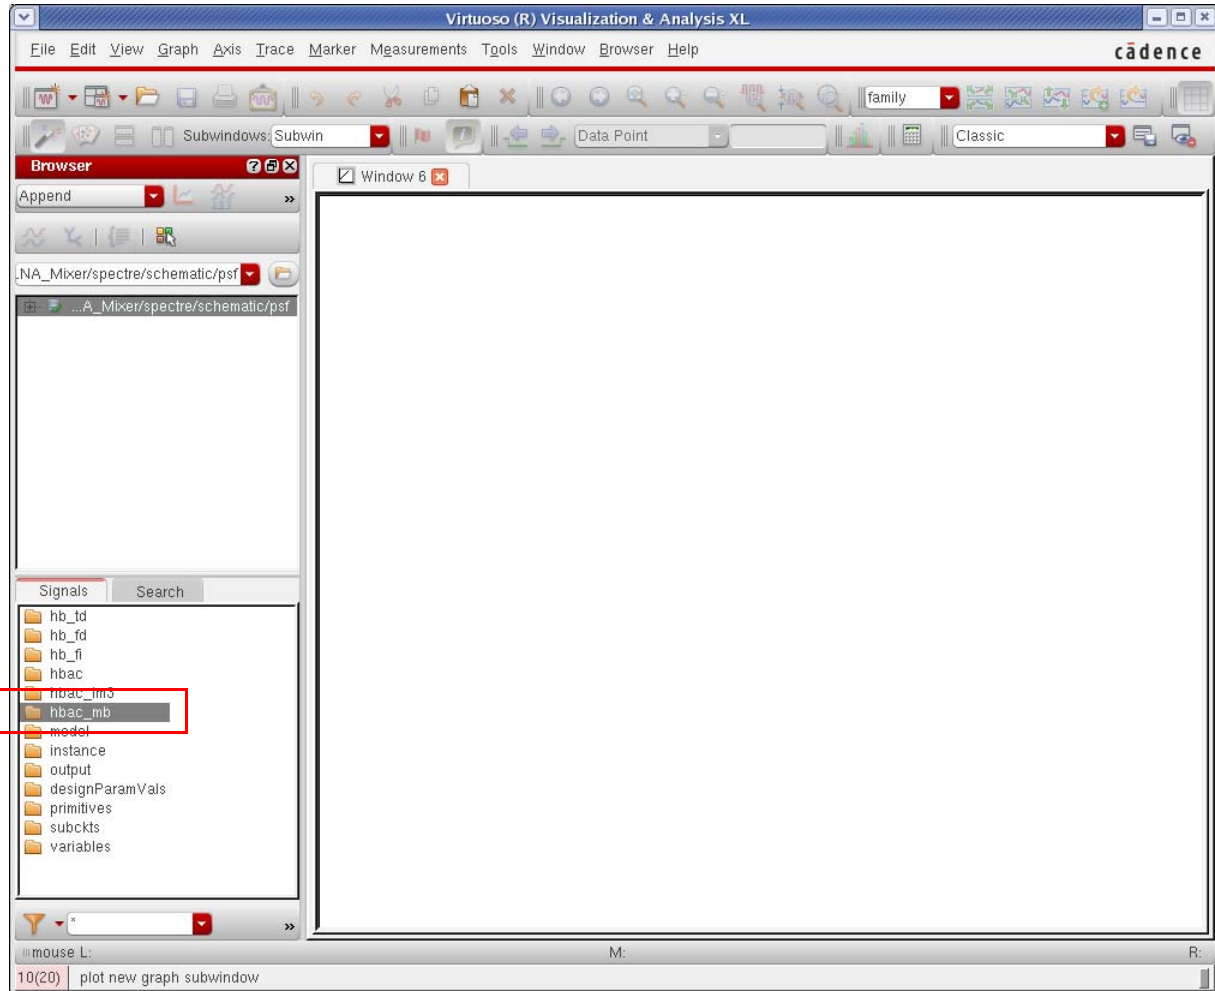 Virtuoso (R) Visualization & Analysis XL
File Edit View Graph Axis Trace Marker Measurements Tools Window Browser Help
cādence
family
Subwindows: Subwin
Data Point
Classic
Browser
Window 6
Append
»
.NA_Mixer/spectre/schematic/psf
...A_Mixer/spectre/schematic/psf
Signals Search
hb_td
hb_fd
hb_fi
hbac
hbac_im3
hbac_mb
model
instance
output
designParamVals
primitives
subckts
variables
*
»
mouse L: M: R:
10(20) plot new graph subwindow